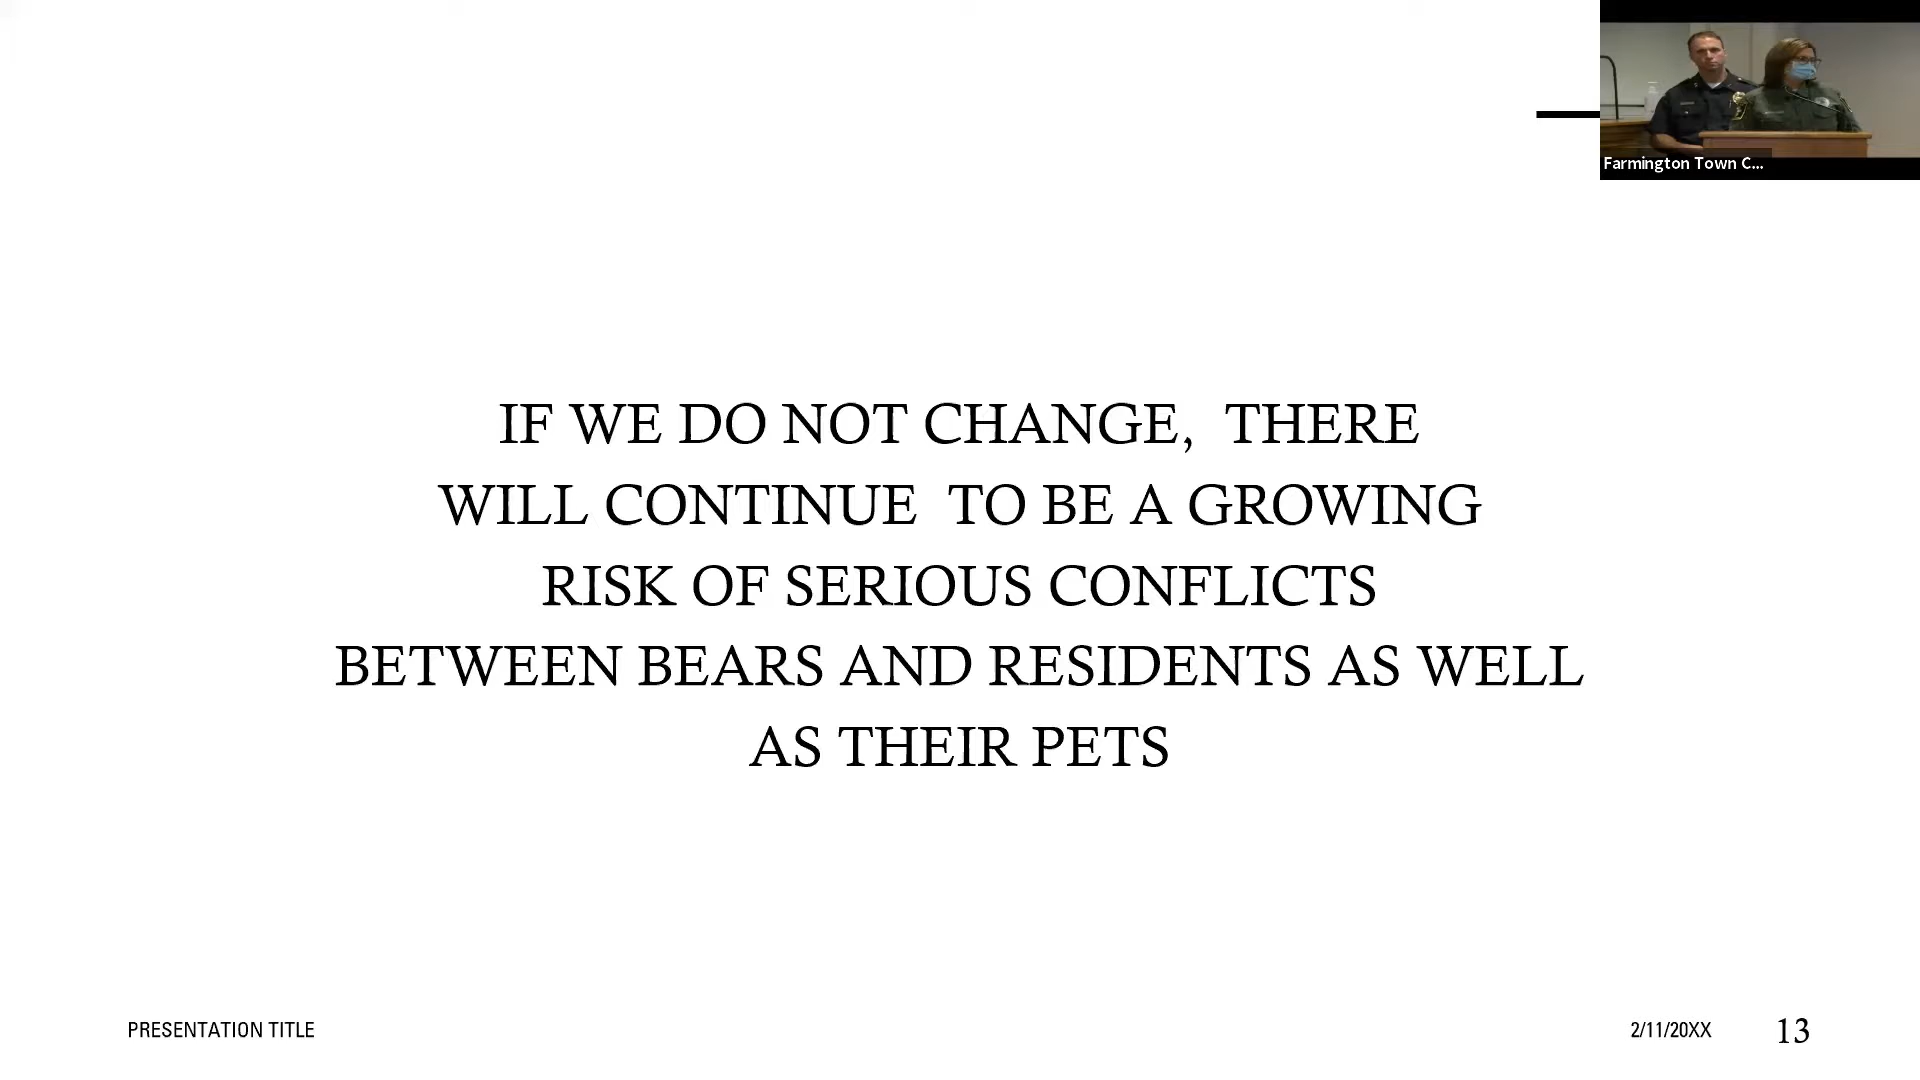 Farmington Town C...
IF WE DO NOT CHANGE,  THERE
WILL CONTINUE  TO BE A GROWING
RISK OF SERIOUS CONFLICTS
BETWEEN BEARS AND RESIDENTS AS WELL
AS THEIR PETS
PRESENTATION TITLE
2/11/20XX
13